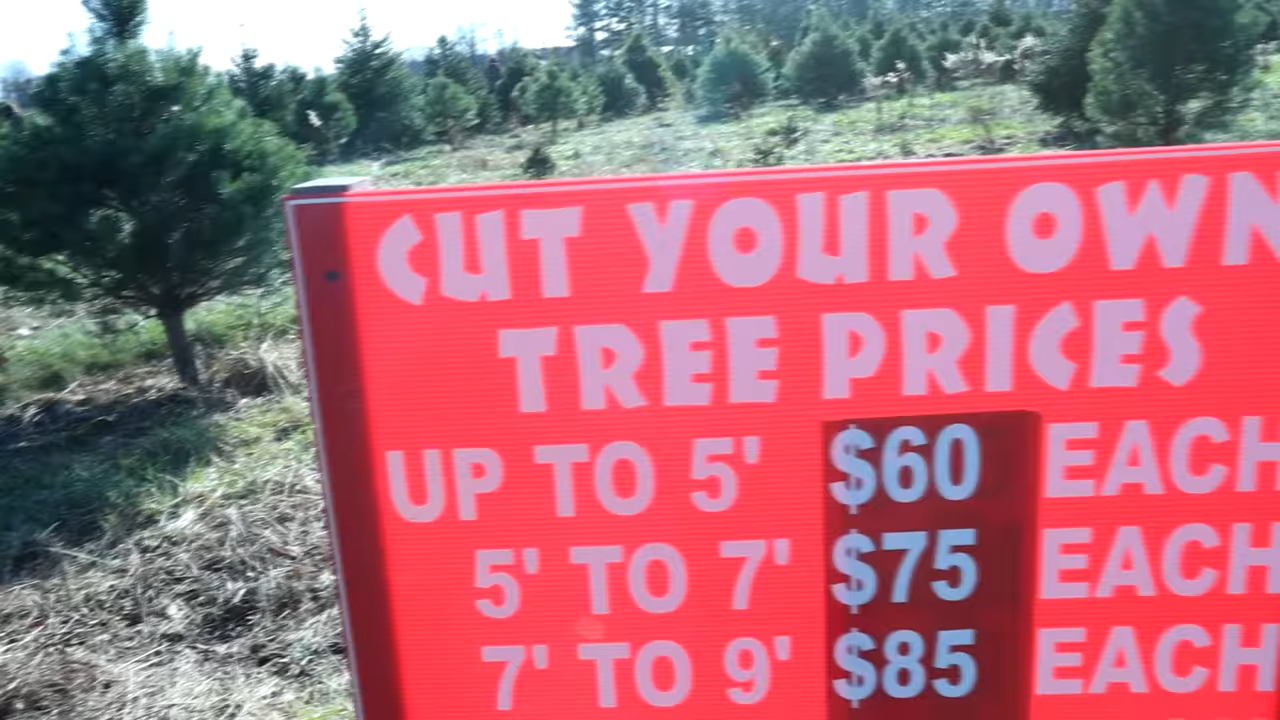 CUT YOUR OWN
TREE PRICES
UP TO 5' $60 EACH
5' TO 7' $75 EACH
7' TO 9' $85 EACH